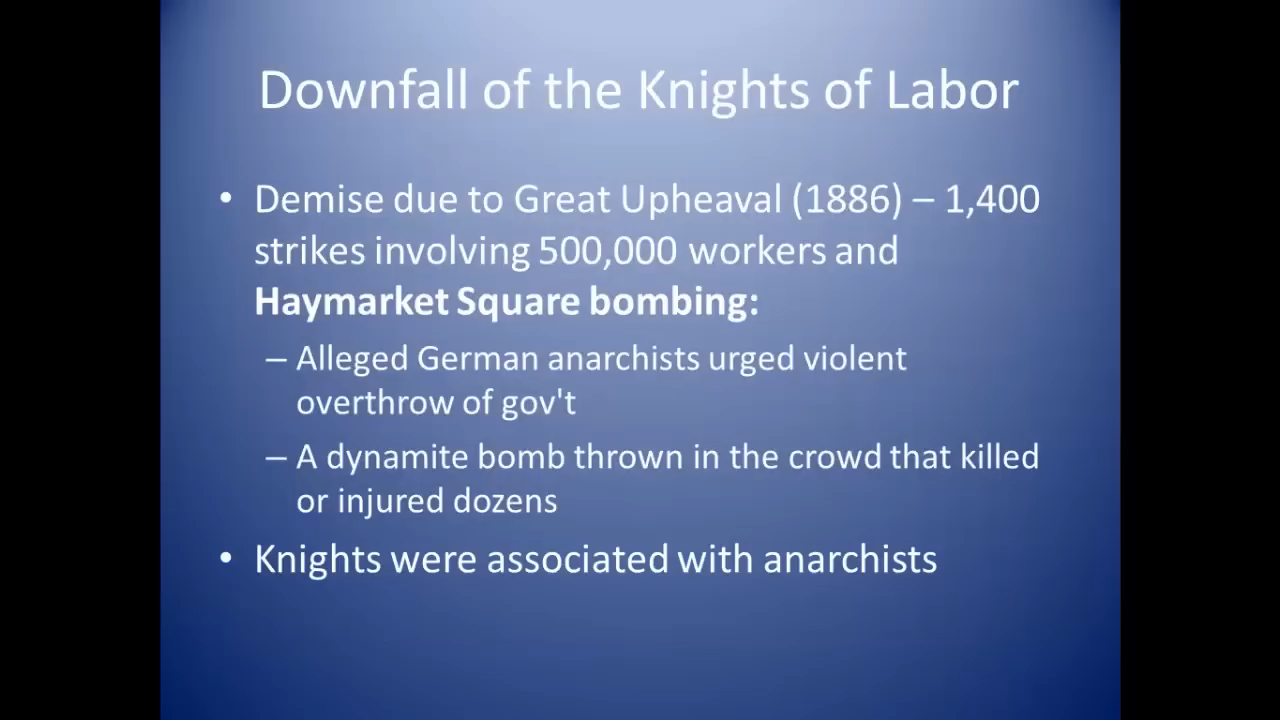 Downfall of the Knights of Labor
• Demise due to Great Upheaval (1886) – 1,400
strikes involving 500,000 workers and
Haymarket Square bombing:
– Alleged German anarchists urged violent
overthrow of gov't
– A dynamite bomb thrown in the crowd that killed
or injured dozens
• Knights were associated with anarchists